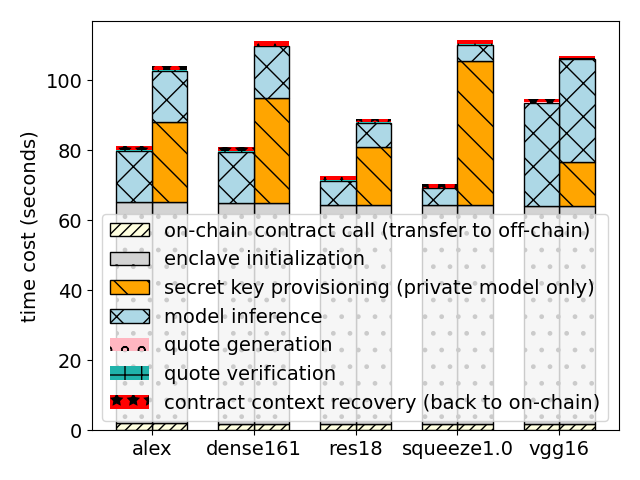 time cost (seconds)
100
80
60
40
20
0
on-chain contract call (transfer to off-chain)
enclave initialization
secret key provisioning (private model only)
model inference
quote generation
quote verification
contract context recovery (back to on-chain)
alex dense161 res18 squeeze1.0 vgg16